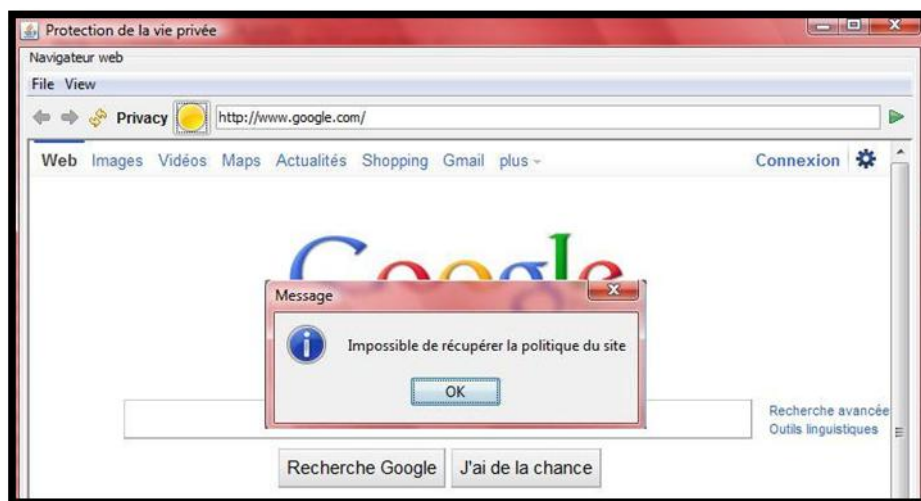 Protection de la vie privée
Navigateur web
File View
Privacy http://www.google.com/
Web Images Vidéos Maps Actualités Shopping Gmail plus Connexion
Google
Message
Impossible de récupérer la politique du site
OK
Recherche avancée
Outils linguistiques
Recherche Google J'ai de la chance